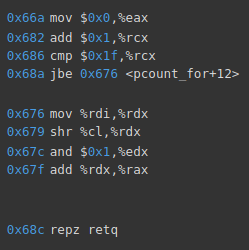 0x66a mov $0x0,%eax
0x682 add $0x1,%rcx
0x686 cmp $0x1f,%rcx
0x68a jbe 0x676 <pcount_for+12>
0x676 mov %rdi,%rdx
0x679 shr %cl,%rdx
0x67c and $0x1,%edx
0x67f add %rdx,%rax
0x68c repz retq